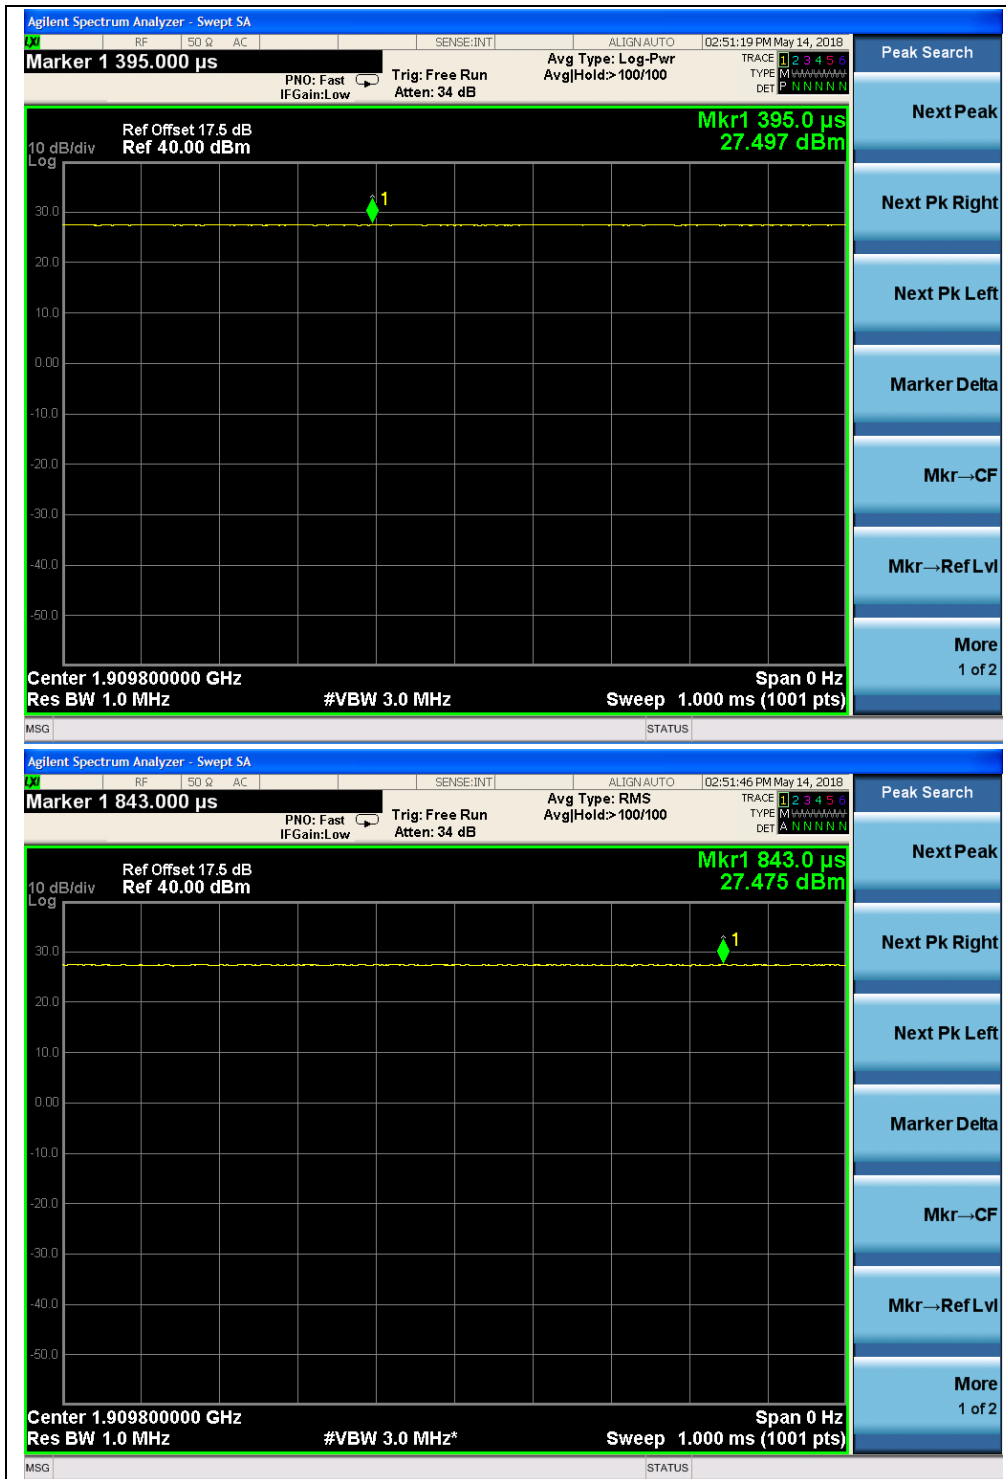 Agilent Spectrum Analyzer - Swept SA
LXI RF 50 Ω AC SENSE:INT ALIGN AUTO 02:51:19 PM May 14, 2018
Marker 1 395.000 µs
PNO: Fast
IFGain:Low
Trig: Free Run
Atten: 34 dB
Avg Type: Log-Pwr
Avg|Hold:>100/100
TRACE 1 2 3 4 5 6
TYPE M WWWWW
DET P N N N N N
Mkr1 395.0 µs
27.497 dBm
Ref Offset 17.5 dB
10 dB/div Ref 40.00 dBm
Log
1
30.0
20.0
10.0
0.00
-10.0
-20.0
-30.0
-40.0
-50.0
Center 1.909800000 GHz Span 0 Hz
Res BW 1.0 MHz #VBW 3.0 MHz Sweep 1.000 ms (1001 pts)
MSG STATUS
Peak Search
Next Peak
Next Pk Right
Next Pk Left
Marker Delta
Mkr→CF
Mkr→Ref Lvl
More
1 of 2
Agilent Spectrum Analyzer - Swept SA
LXI RF 50 Ω AC SENSE:INT ALIGN AUTO 02:51:46 PM May 14, 2018
Marker 1 843.000 µs
PNO: Fast
IFGain:Low
Trig: Free Run
Atten: 34 dB
Avg Type: RMS
Avg|Hold:>100/100
TRACE 1 2 3 4 5 6
TYPE M WWWWW
DET A N N N N N
Mkr1 843.0 µs
27.475 dBm
Ref Offset 17.5 dB
10 dB/div Ref 40.00 dBm
Log
1
30.0
20.0
10.0
0.00
-10.0
-20.0
-30.0
-40.0
-50.0
Center 1.909800000 GHz Span 0 Hz
Res BW 1.0 MHz #VBW 3.0 MHz* Sweep 1.000 ms (1001 pts)
MSG STATUS
Peak Search
Next Peak
Next Pk Right
Next Pk Left
Marker Delta
Mkr→CF
Mkr→Ref Lvl
More
1 of 2